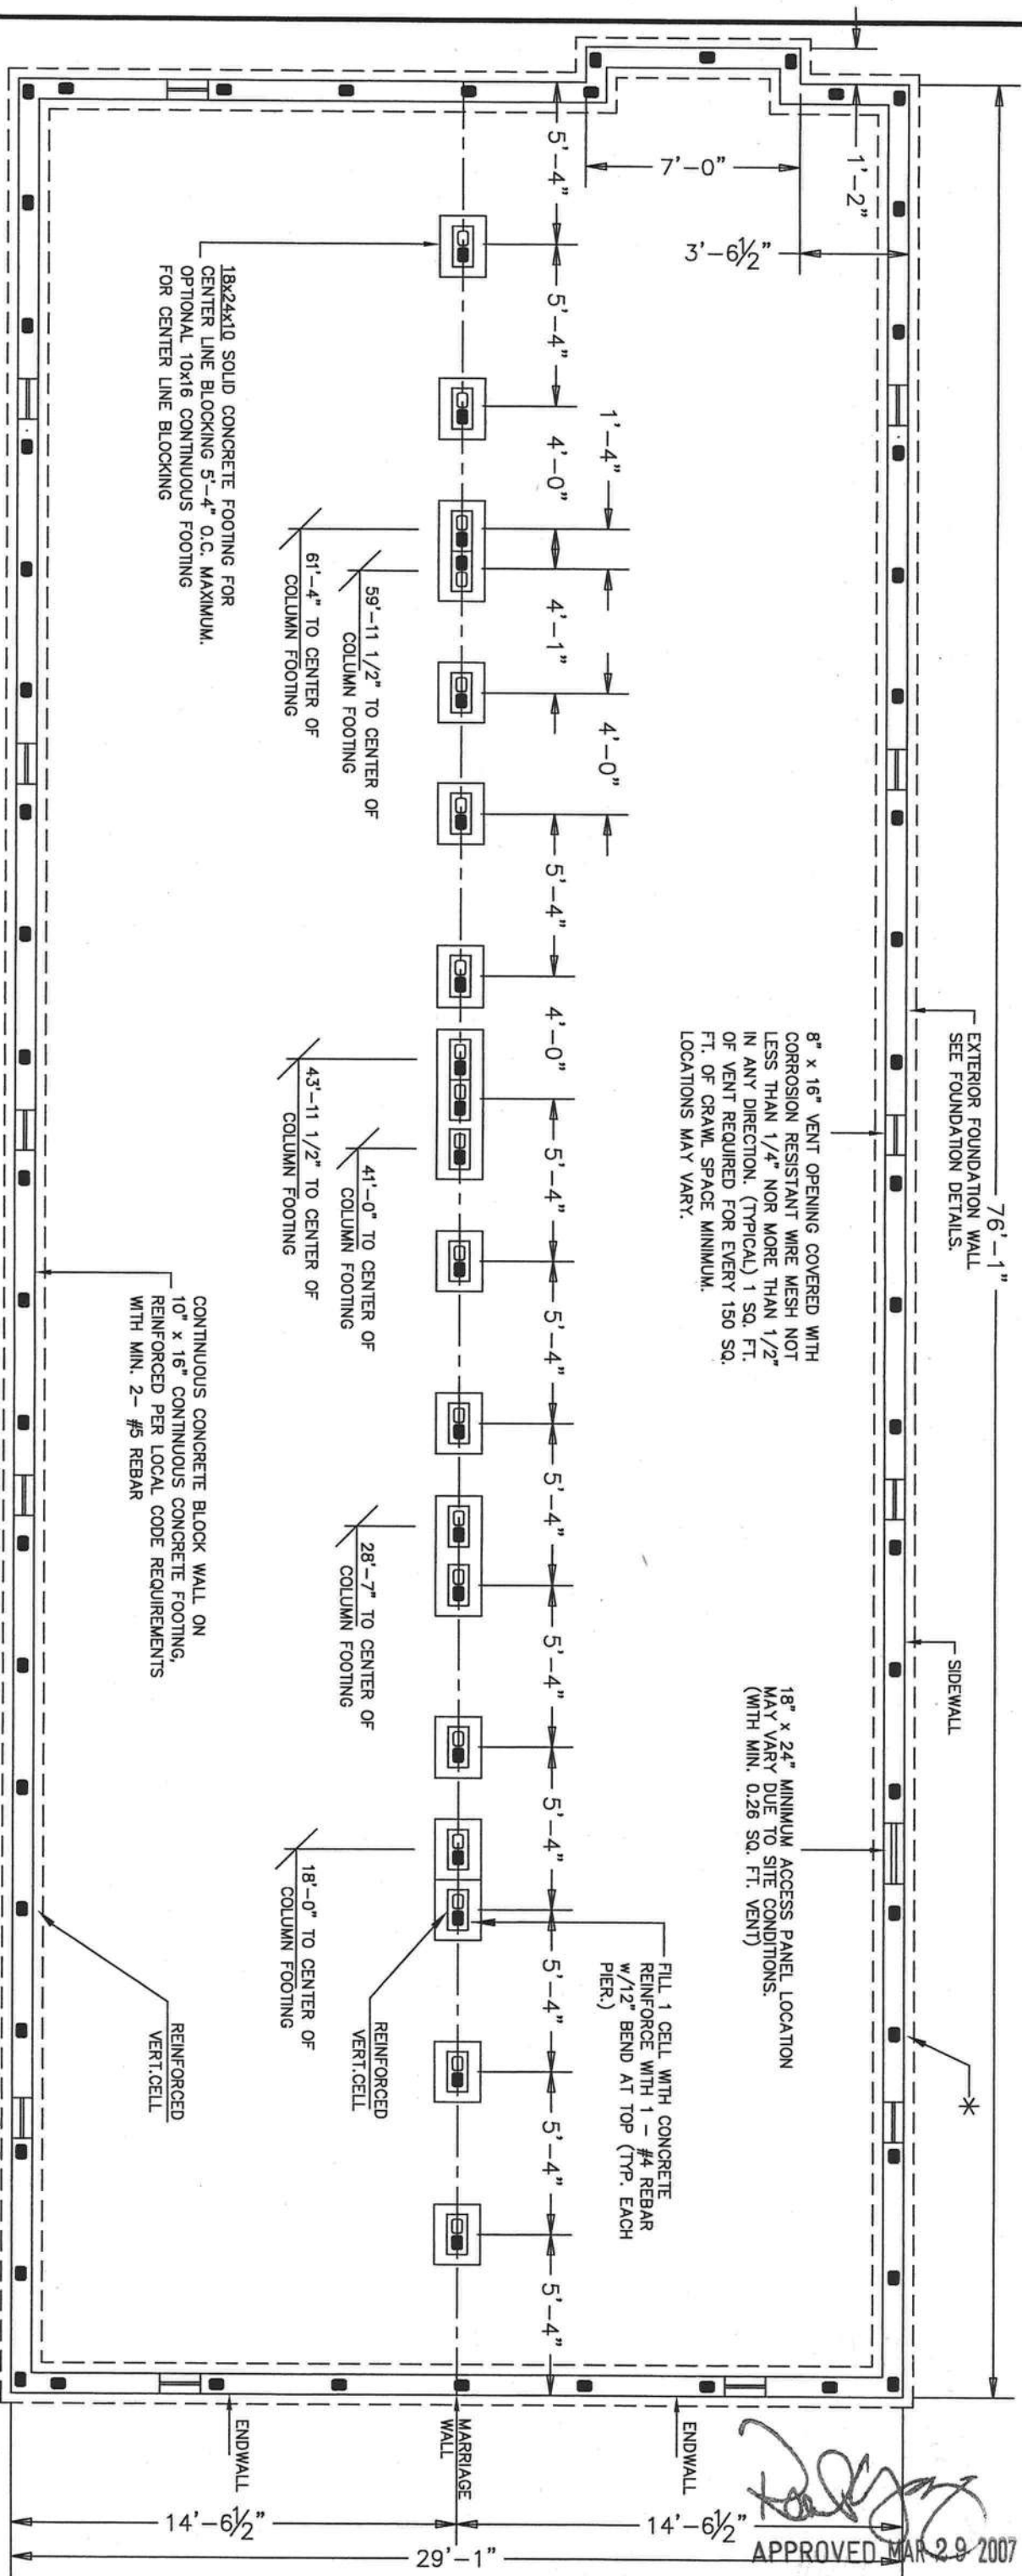 76'-1"
1'-2"
7'-0"
3'-6½"
EXTERIOR FOUNDATION WALL
SEE FOUNDATION DETAILS.
SIDEWALL
*
8" x 16" VENT OPENING COVERED WITH
CORROSION RESISTANT WIRE MESH NOT
LESS THAN 1/4" NOR MORE THAN 1/2"
IN ANY DIRECTION. (TYPICAL) 1 SQ. FT.
OF VENT REQUIRED FOR EVERY 150 SQ.
FT. OF CRAWL SPACE MINIMUM.
LOCATIONS MAY VARY.
18" x 24" MINIMUM ACCESS PANEL LOCATION
MAY VARY DUE TO SITE CONDITIONS.
(WITH MIN. 0.26 SQ. FT. VENT)
FILL 1 CELL WITH CONCRETE
REINFORCE WITH 1 - #4 REBAR
w/12" BEND AT TOP (TYP. EACH
PIER.)
1'-4"
4'-0"
5'-4"
5'-4"
4'-0"
4'-1"
5'-4"
4'-0"
5'-4"
5'-4"
5'-4"
5'-4"
5'-4"
5'-4"
5'-4"
5'-4"
5'-4"
18x24x10 SOLID CONCRETE FOOTING FOR
CENTER LINE BLOCKING 5'-4" O.C. MAXIMUM.
OPTIONAL 10x16 CONTINUOUS FOOTING
FOR CENTER LINE BLOCKING
59'-11 1/2" TO CENTER OF
COLUMN FOOTING
61'-4" TO CENTER OF
COLUMN FOOTING
41'-0" TO CENTER OF
COLUMN FOOTING
43'-11 1/2" TO CENTER OF
COLUMN FOOTING
28'-7" TO CENTER OF
COLUMN FOOTING
18'-0" TO CENTER OF
COLUMN FOOTING
REINFORCED
VERT.CELL
CONTINUOUS CONCRETE BLOCK WALL ON
10" x 16" CONTINUOUS CONCRETE FOOTING,
REINFORCED PER LOCAL CODE REQUIREMENTS
WITH MIN. 2- #5 REBAR
REINFORCED
VERT.CELL
ENDWALL
MARRIAGE
WALL
ENDWALL
14'-6½"
14'-6½"
29'-1"
APPROVED MAR 29 2007